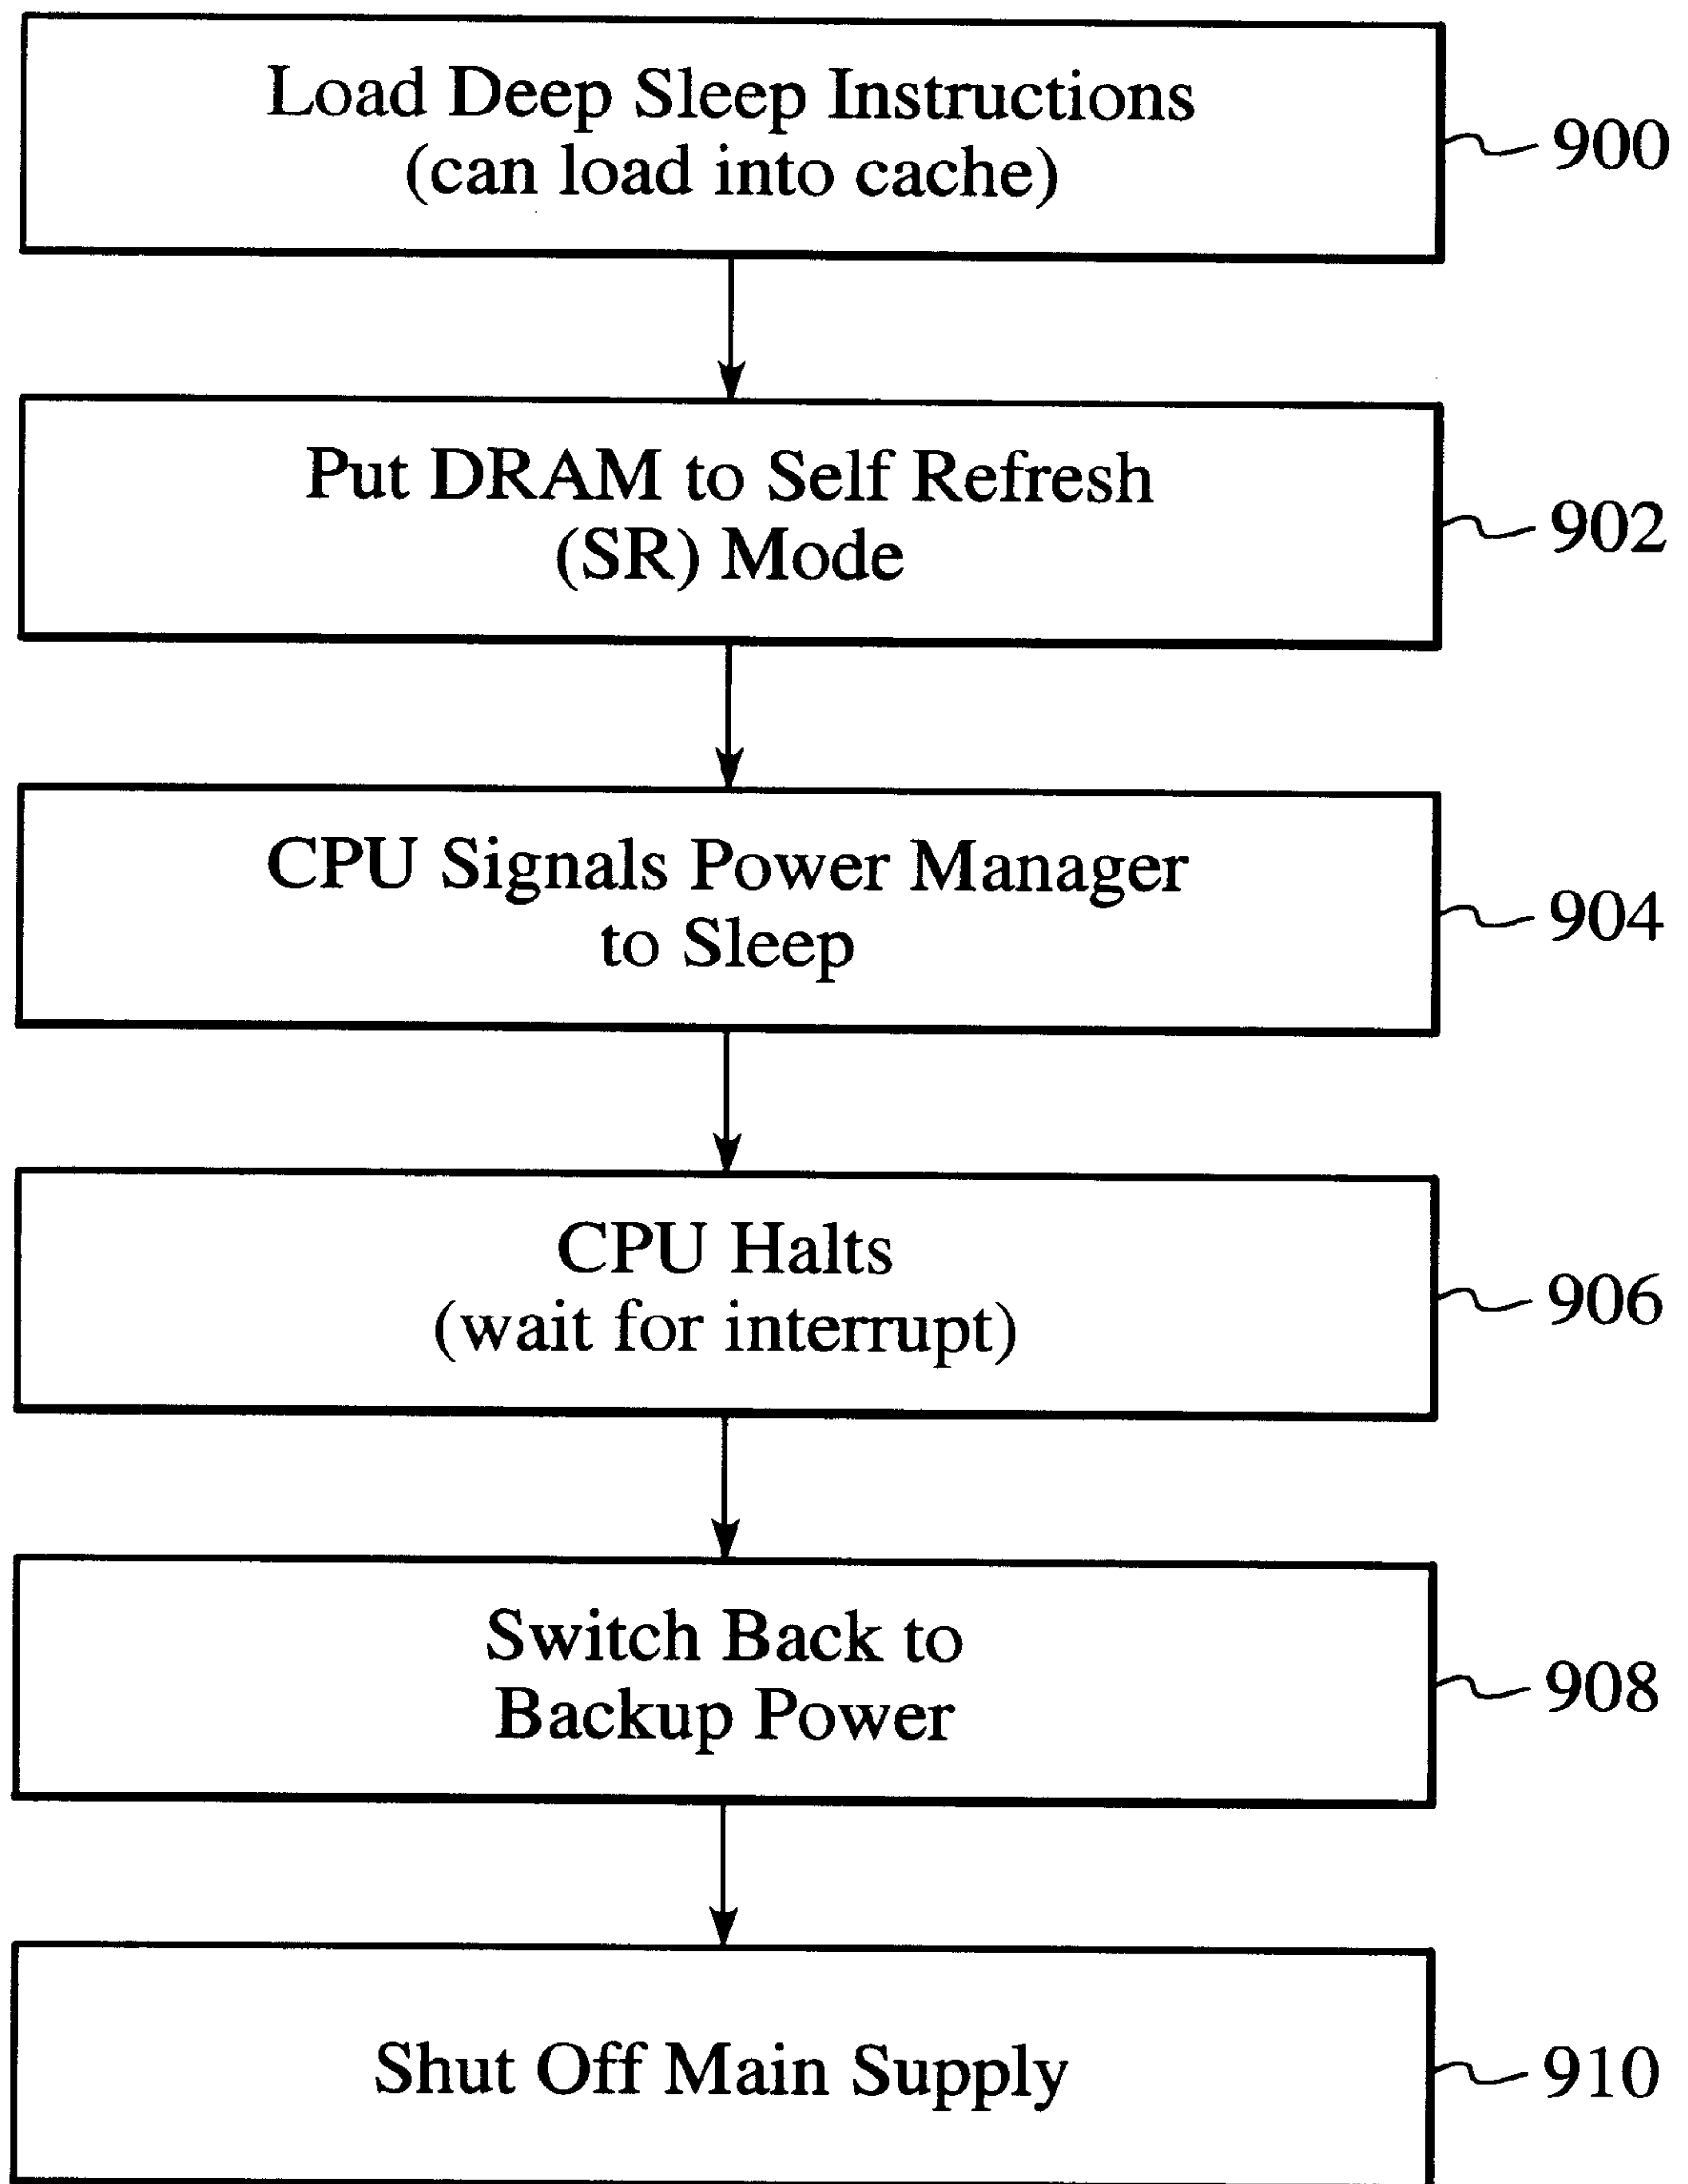 Load Deep Sleep Instructions
(can load into cache)
900
Put DRAM to Self Refresh
(SR) Mode
902
CPU Signals Power Manager
to Sleep
904
CPU Halts
(wait for interrupt)
906
Switch Back to
Backup Power
908
Shut Off Main Supply
910